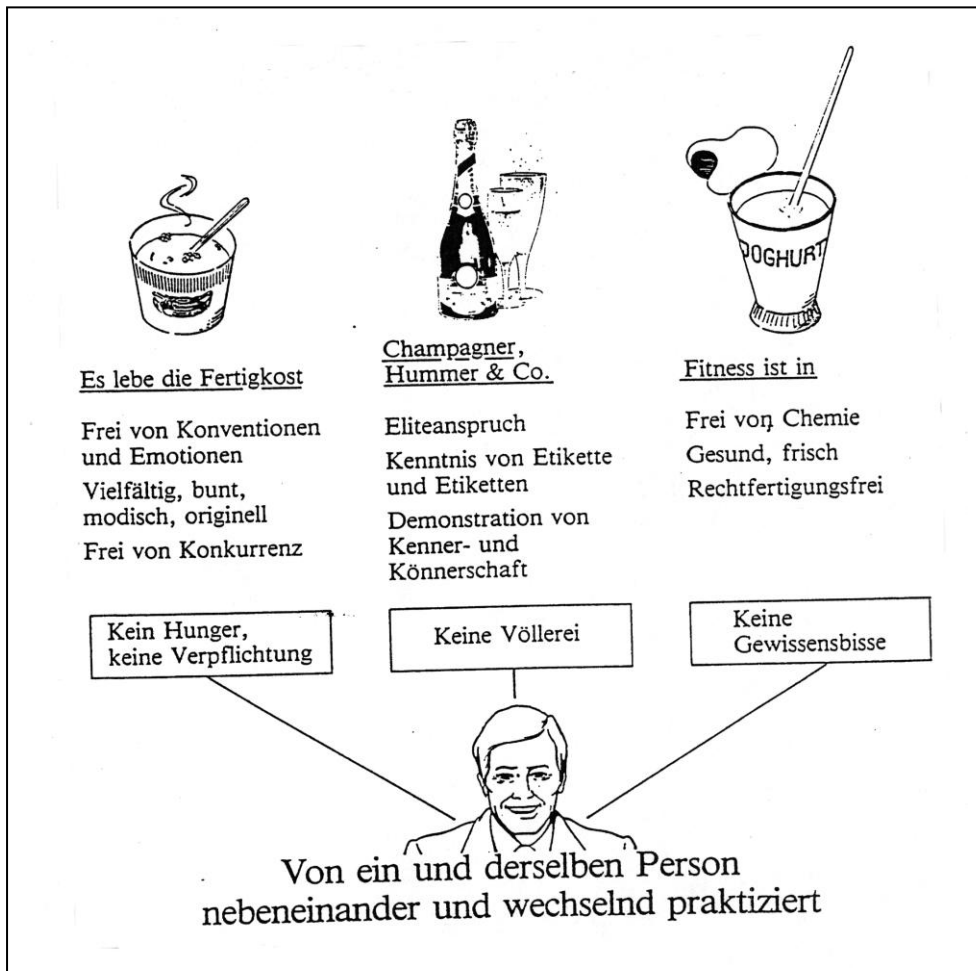 JOGHURT
Es lebe die Fertigkost
Frei von Konventionen
und Emotionen
Vielfältig, bunt,
modisch, originell
Frei von Konkurrenz
Kein Hunger,
keine Verpflichtung
Champagner,
Hummer & Co.
Eliteanspruch
Kenntnis von Etikette
und Etiketten
Demonstration von
Kenner- und
Könnerschaft
Keine Völlerei
Fitness ist in
Frei von Chemie
Gesund, frisch
Rechtfertigungsfrei
Keine
Gewissensbisse
Von ein und derselben Person
nebeneinander und wechselnd praktiziert